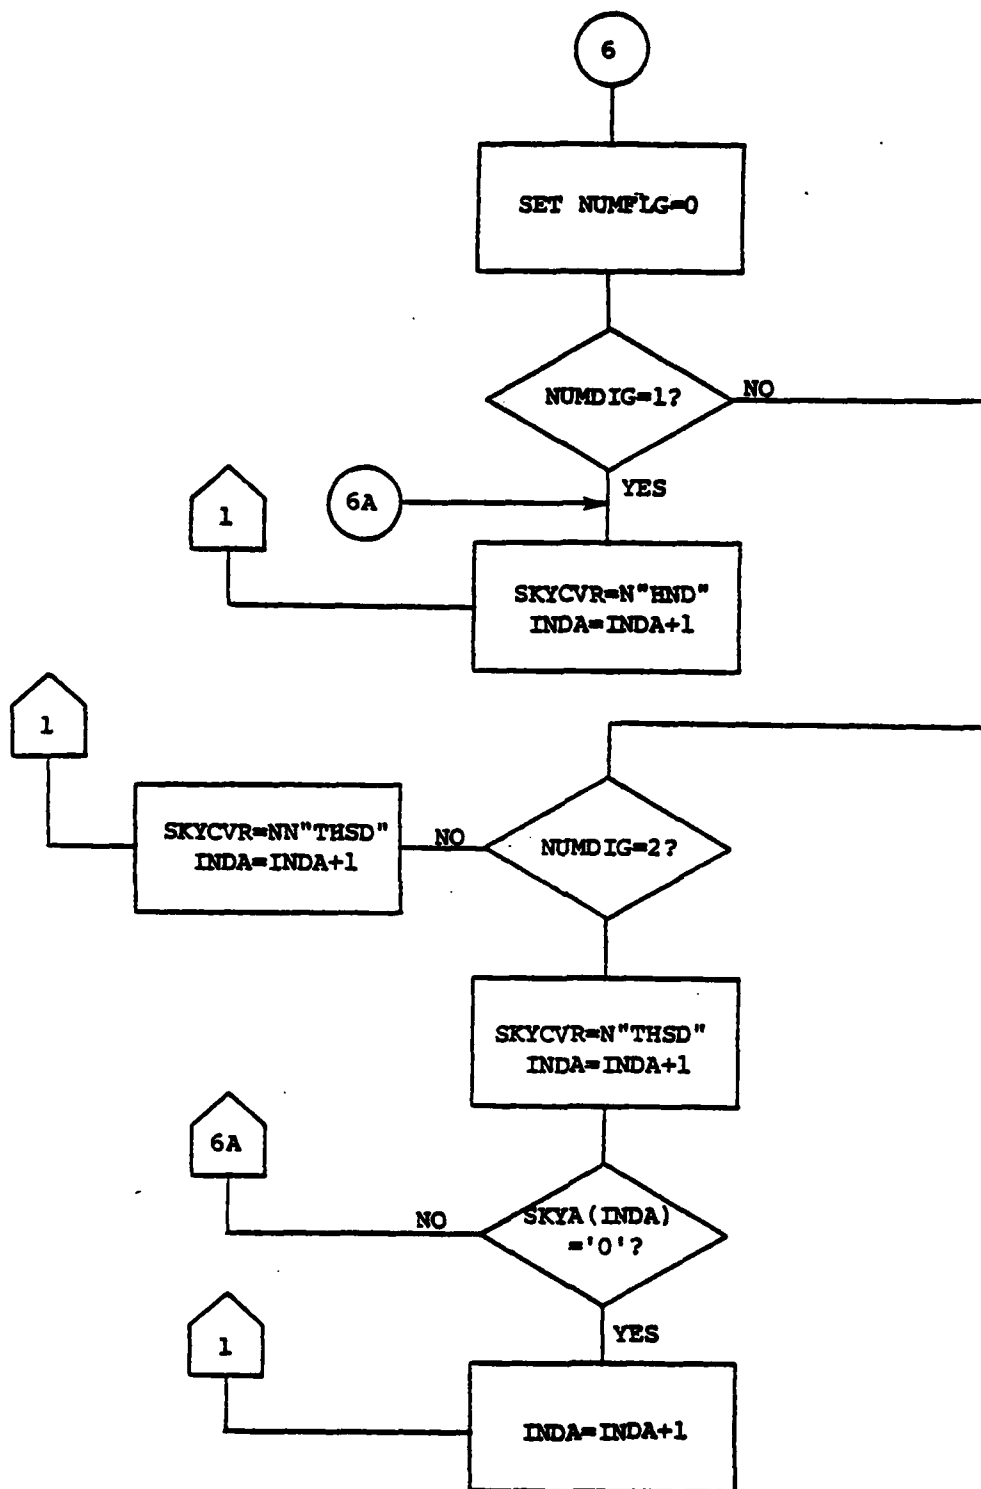 6
SET NUMFLG=0
NUMDIG=1?
NO
YES
1
6A
SKYCVR=N"HND"
INDA=INDA+1
1
SKYCVR=NN"THSD"
INDA=INDA+1
NO
NUMDIG=2?
SKYCVR=N"THSD"
INDA=INDA+1
6A
NO
SKYA(INDA)
='0'?
YES
1
INDA=INDA+1